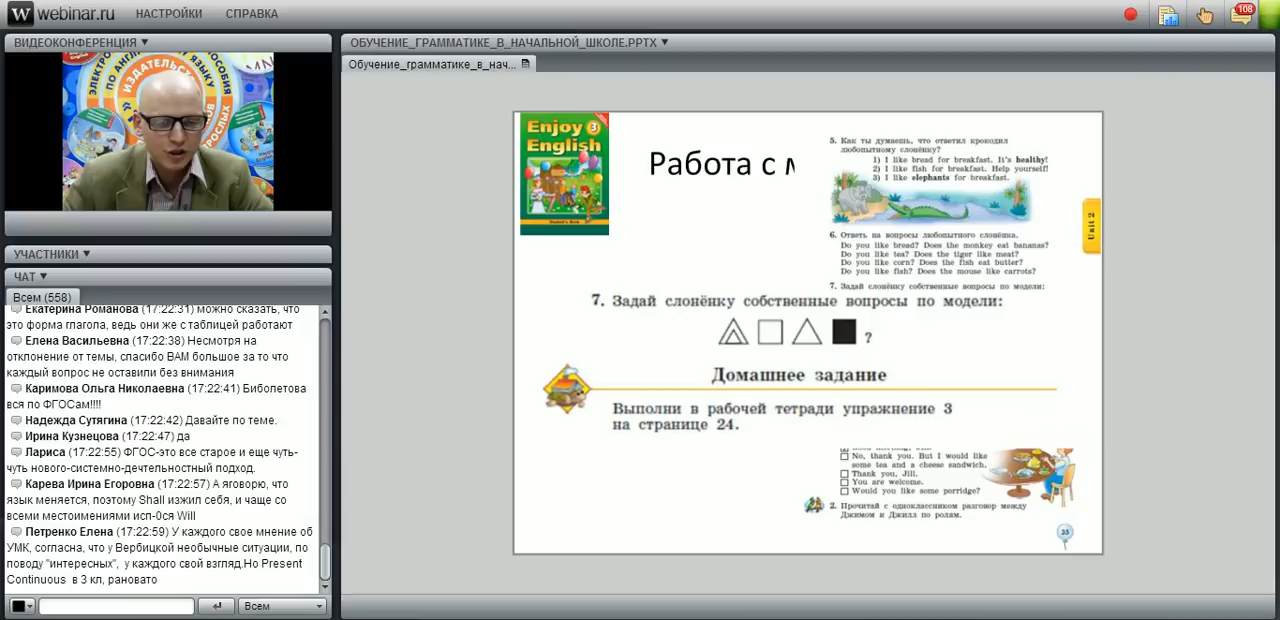 webinar.ru НАСТРОЙКИ СПРАВКА
108
ВИДЕОКОНФЕРЕНЦИЯ
ЭЛЕКТРО
ПОСОБИЯ
ПО АНГЛ
ЯЗЫКУ
ИЗДАТЕЛЬС
УЧАСТНИКИ
ЧАТ
Всем (558)
Екатерина Романова (17:22:31) можно сказать, что
это форма глагола, ведь они же с таблицей работают
Елена Васильевна (17:22:38) Несмотря на
отклонение от темы, спасибо ВАМ большое за то что
каждый вопрос не оставили без внимания
Каримова Ольга Николаевна (17:22:41) Биболетова
вся по ФГОСам!!!!
Надежда Сутягина (17:22:42) Давайте по теме.
Ирина Кузнецова (17:22:47) да
Лариса (17:22:55) ФГОС-это все старое и еще чуть-
чуть нового-системно-дечтельностный подход.
Карева Ирина Егоровна (17:22:57) А яговорю, что
язык меняется, поэтому Shall изжил себя, и чаще со
всеми местоимениями исп-0ся Will
Петренко Елена (17:22:59) У каждого свое мнение об
УМК, согласна, что у Вербицкой необычные ситуации, по
поводу "интересных", у каждого свой взгляд.Но Present
Continuous в 3 кл, рановато
Всем
ОБУЧЕНИЕ_ГРАММАТИКЕ_В_НАЧАЛЬНОЙ_ШКОЛЕ.PPTX
Обучение_грамматике_в_нач...
Enjoy 3
English
Работа с м
5. Как ты думаешь, что ответил крокодил
любопытному слонёнку?
1) I like bread for breakfast. It's healthy!
2) I like fish for breakfast. Help yourself!
3) I like elephants for breakfast.
Unit 2
6. Ответь на вопросы любопытного слонёнка.
Do you like bread? Does the monkey eat bananas?
Do you like tea? Does the tiger like meat?
Do you like corn? Does the fish eat butter?
Do you like fish? Does the mouse like carrots?
7. Задай слонёнку собственные вопросы по модели:
7. Задай слонёнку собственные вопросы по модели:
?
Домашнее задание
Выполни в рабочей тетради упражнение 3
на странице 24.
No, thank you. But I would like
some tea and a cheese sandwich.
Thank you, Jill.
You are welcome.
Would you like some porridge?
2. Прочитай с одноклассником разговор между
Джимом и Джилл по ролям.
35